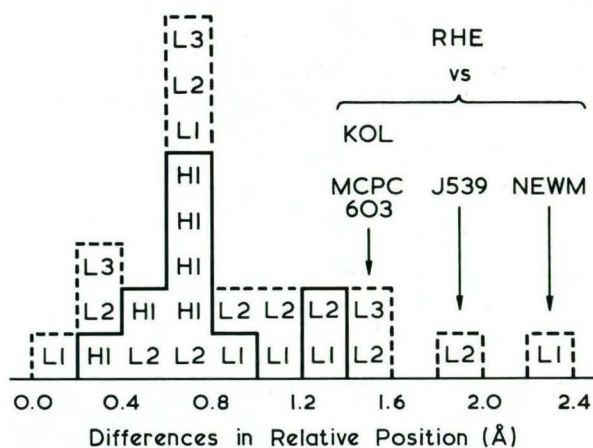 L3
L2
L1
H1
H1
L3 H1
L2 H1 H1 L2 L2 L2 L3
L1 H1 L2 L2 L1 L1 L1 L2 L2 L1
RHE
vs
KOL
MCPC 
603
J539
NEWM
0.0 0.4 0.8 1.2 1.6 2.0 2.4
Differences in Relative Position (Å)